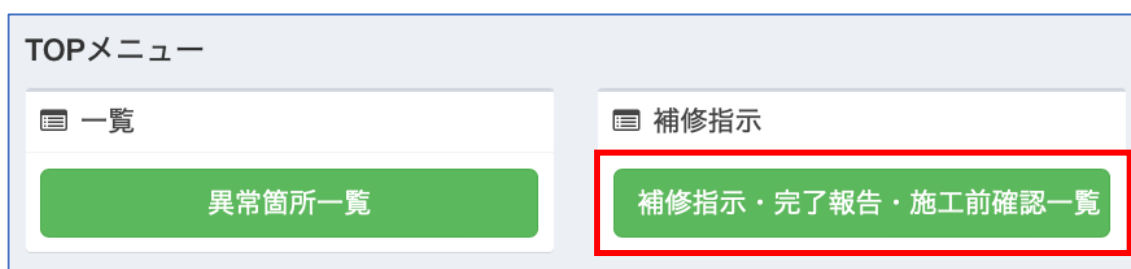 TOPメニュー
一覧
異常箇所一覧
補修指示
補修指示・完了報告・施工前確認一覧